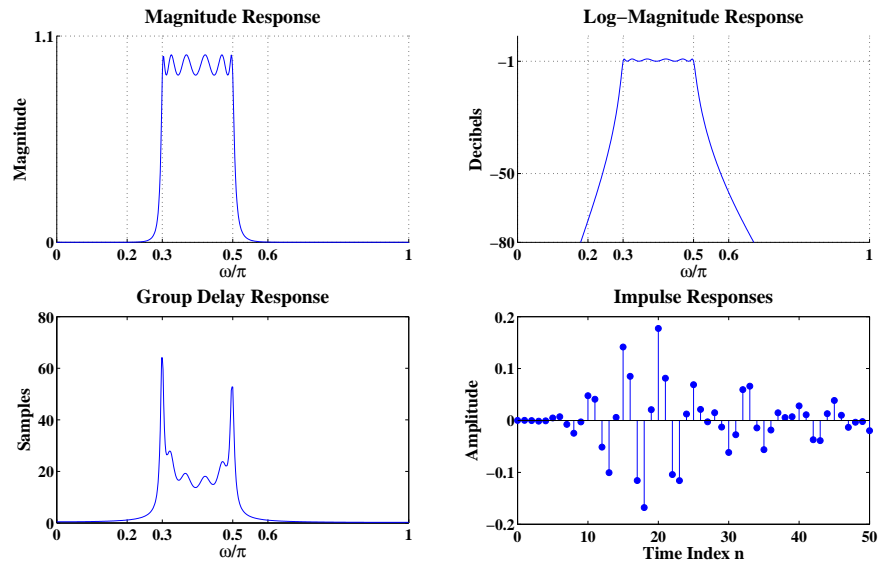 Magnitude Response
1.1
0
Magnitude
0 0.2 0.3 0.5 0.6 1
ω/π
Log−Magnitude Response
−1
−50
−80
Decibels
0 0.2 0.3 0.5 0.6 1
ω/π
Group Delay Response
80
60
40
20
0
Samples
0 0.2 0.3 0.5 0.6 1
ω/π
Impulse Responses
0.2
0.1
0
−0.1
−0.2
Amplitude
0 10 20 30 40 50
Time Index n